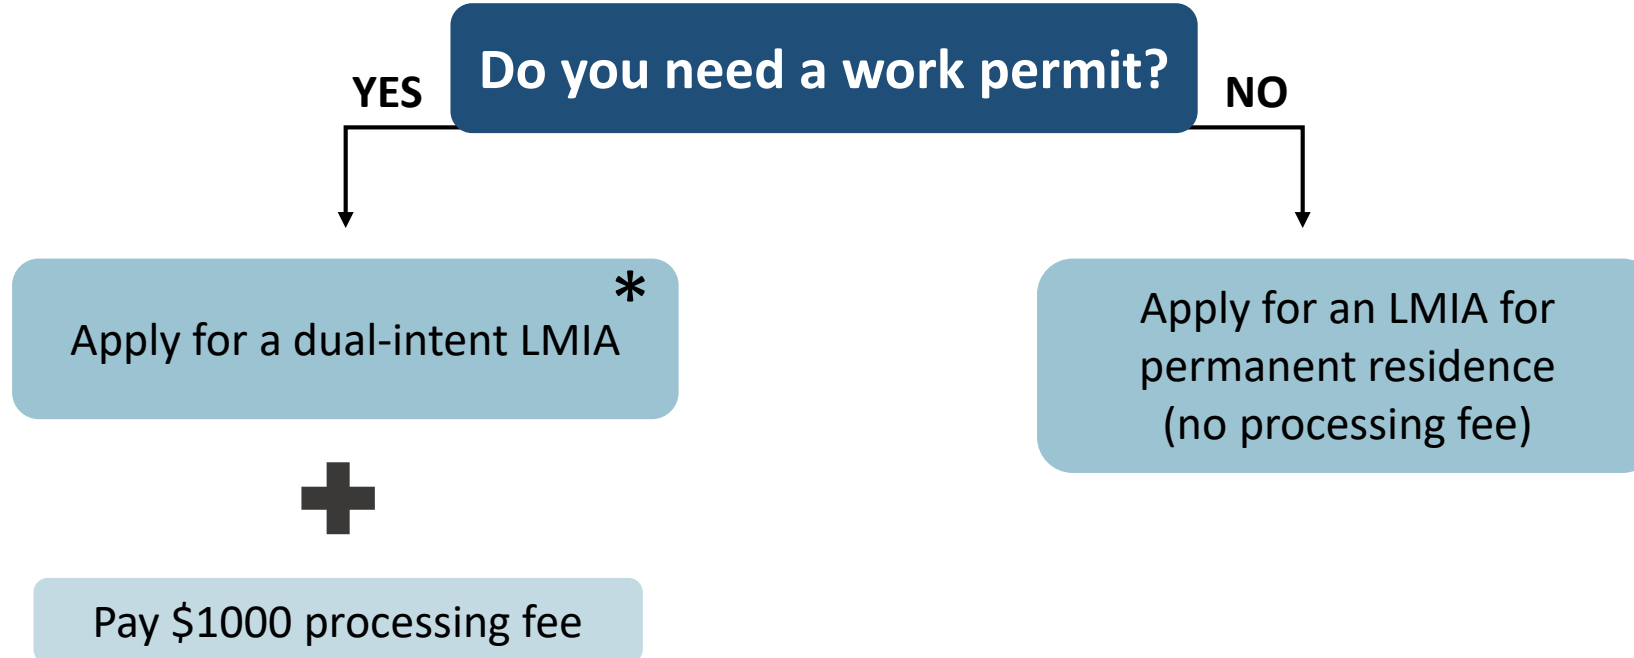 Do you need a work permit?
YES
NO
*
Apply for a dual-intent LMIA
Apply for an LMIA for
permanent residence
(no processing fee)
Pay $1000 processing fee